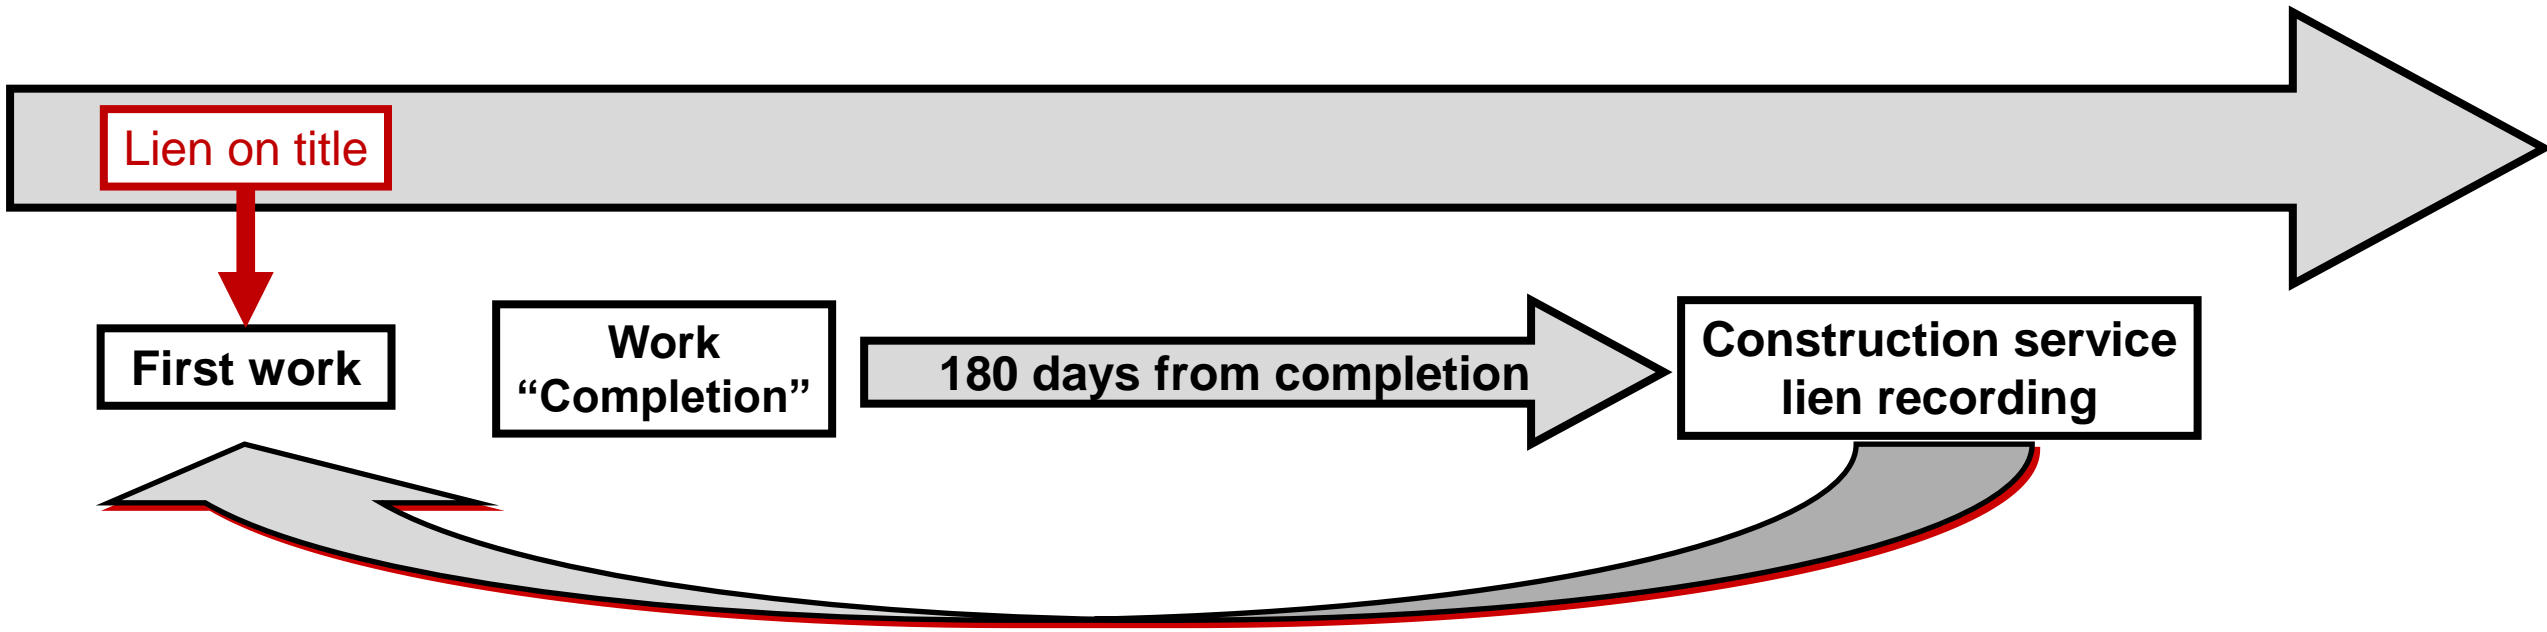 Lien on title
First work
Work
“Completion”
180 days from completion
Construction service
lien recording